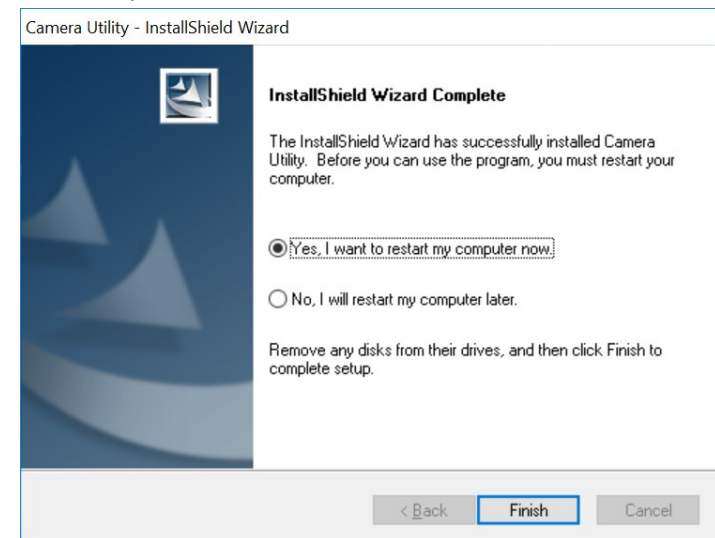 Camera Utility - InstallShield Wizard
InstallShield Wizard Complete
The InstallShield Wizard has successfully installed Camera
Utility.  Before you can use the program, you must restart your
computer.
Yes, I want to restart my computer now.
No, I will restart my computer later.
Remove any disks from their drives, and then click Finish to
complete setup.
< Back
Finish
Cancel